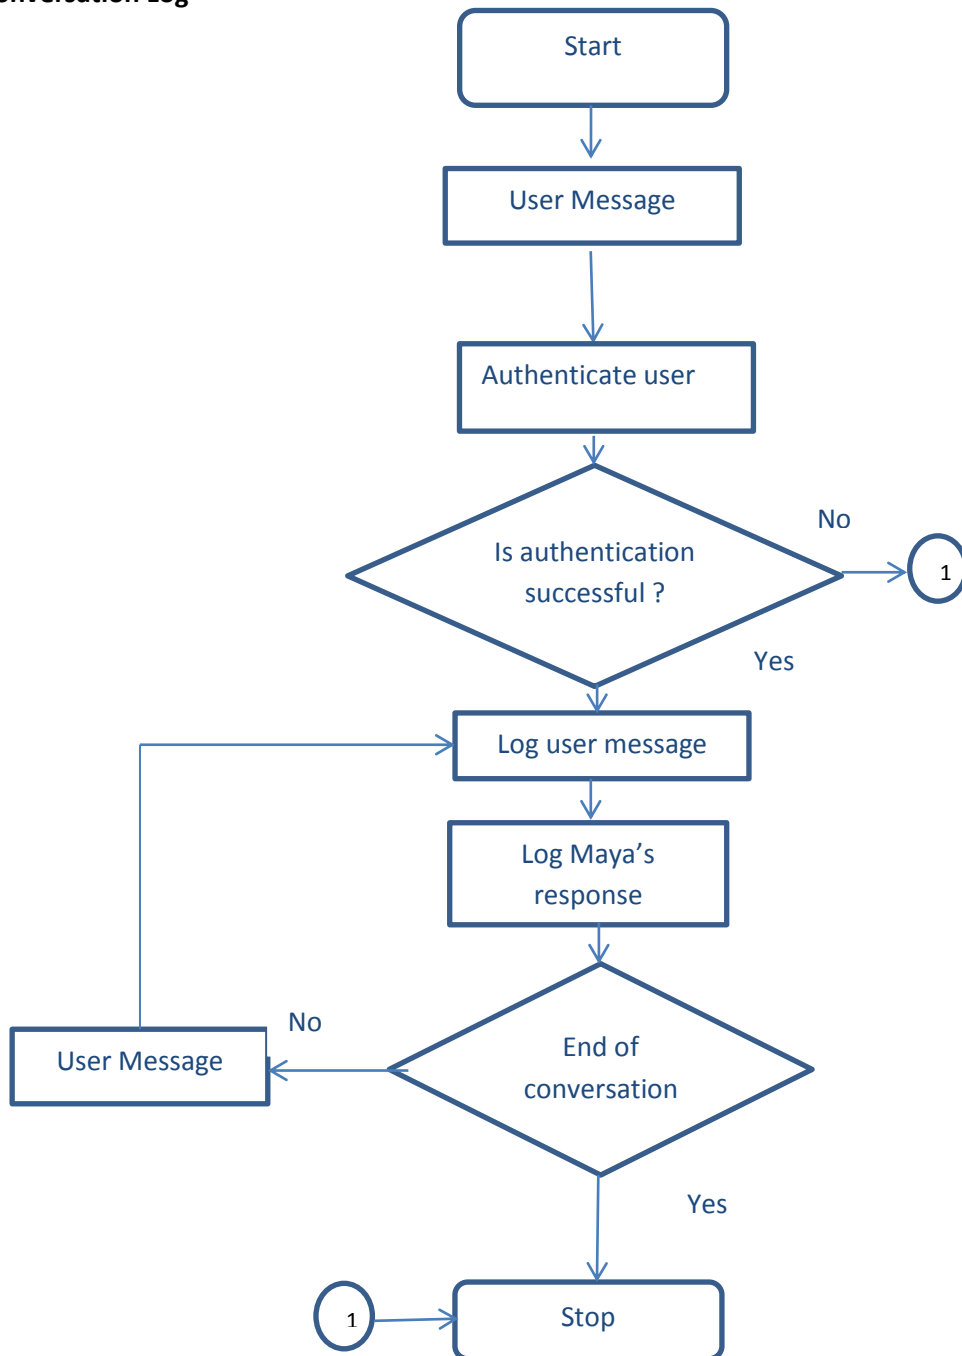 Start
User Message
Authenticate user
No
Is authentication
successful ?
1
Yes
Log user message
Log Maya’s
response
No
End of
User Message
conversation
Yes
1
Stop